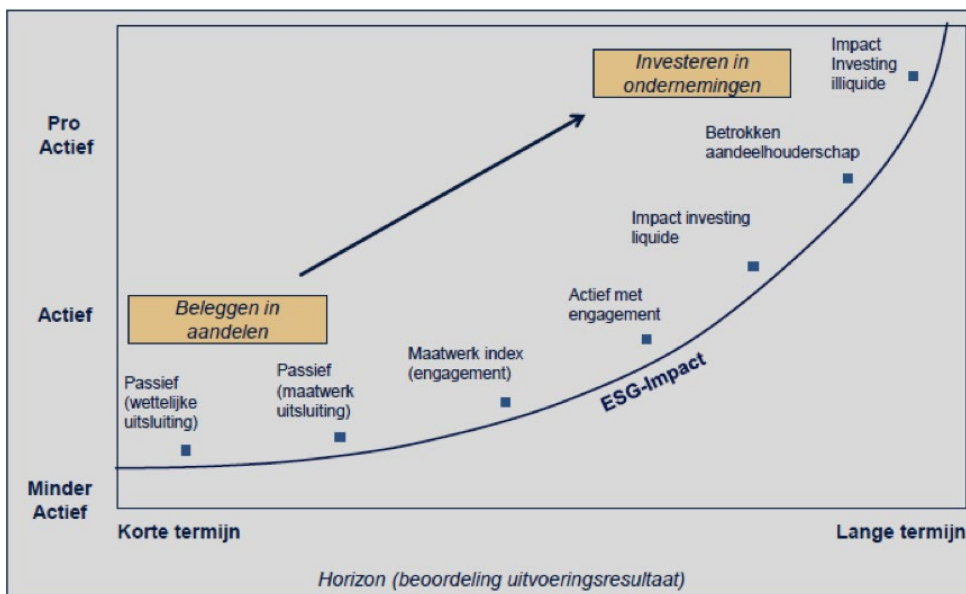 Impact
Investing
illiquide
Investeren in
ondernemingen
Pro
Actief
Betrokken
aandeelhouderschap
Impact investing
liquide
Actief
Beleggen in
aandelen
Actief met
engagement
Maatwerk index
(engagement)
Passief
(maatwerk
uitsluiting)
Passief
(wettelijke
uitsluiting)
ESG-Impact
Minder
Actief
Korte termijn
Lange termijn
Horizon (beoordeling uitvoeringsresultaat)